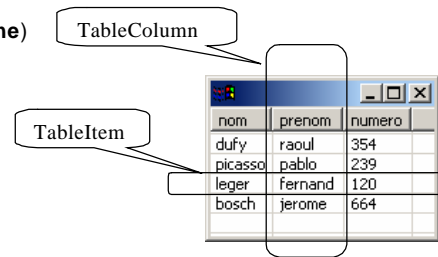 ne)
TableColumn
TableItem
nom prenom numero
dufy raoul 354
picasso pablo 239
leger fernand 120
bosch jerome 664